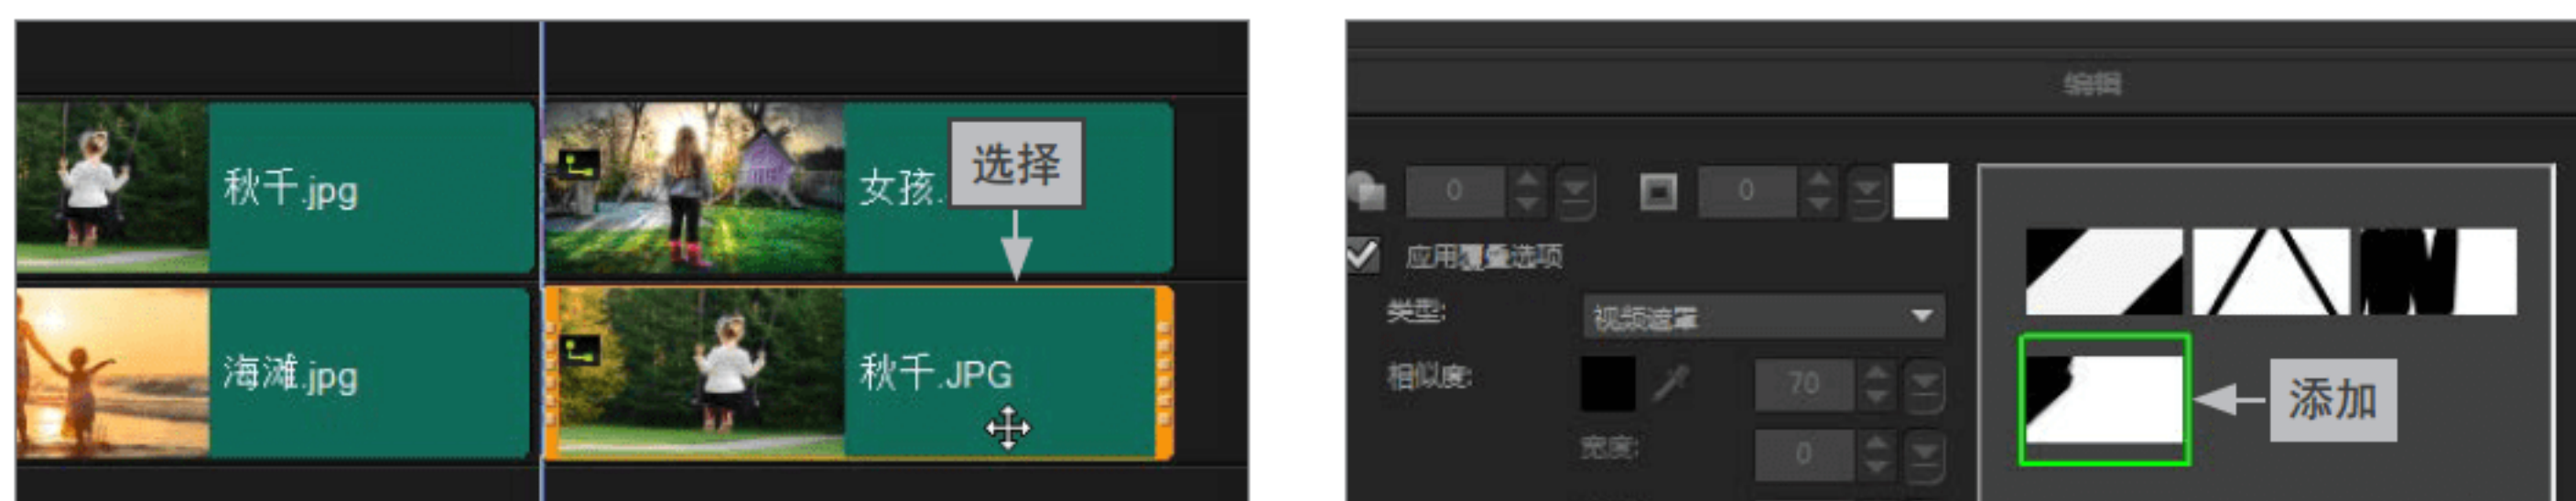 秋千.jpg
女孩.
选择
海滩.jpg
秋千.JPG
编辑
0
0
应用覆叠选项
类型:
视频遮罩
相似度:
70
宽度:
0
添加